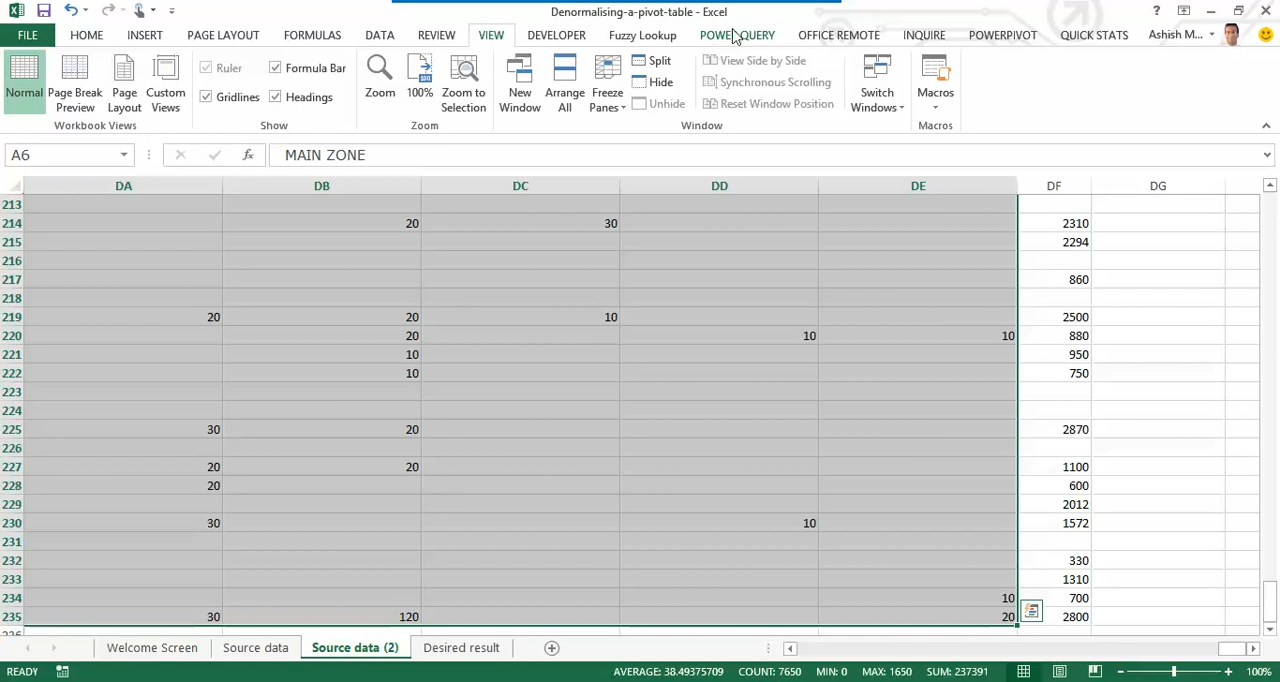 Denormalising-a-pivot-table - Excel
?
FILE HOME INSERT PAGE LAYOUT FORMULAS DATA REVIEW VIEW DEVELOPER Fuzzy Lookup POWER QUERY OFFICE REMOTE INQUIRE POWERPIVOT QUICK STATS Ashish M...
Normal Page Break Preview Page Layout Custom Views
Ruler Formula Bar
Gridlines Headings
Zoom 100% Zoom to Selection
New Window Arrange All Freeze Panes
Split
Hide
Unhide
View Side by Side
Synchronous Scrolling
Reset Window Position
Switch Windows
Macros
Workbook Views Show Zoom Window Macros
A6 fx MAIN ZONE
DA DB DC DD DE DF DG
213
214 20 30 2310
215 2294
216
217 860
218
219 20 20 10 2500
220 20 10 10 880
221 10 950
222 10 750
223
224
225 30 20 2870
226
227 20 20 1100
228 20 600
229 2012
230 30 10 1572
231
232 330
233 1310
234 10 700
235 30 120 20 2800
236
Welcome Screen Source data Source data (2) Desired result
READY AVERAGE: 38.49375709 COUNT: 7650 MIN: 0 MAX: 1650 SUM: 237391 100%